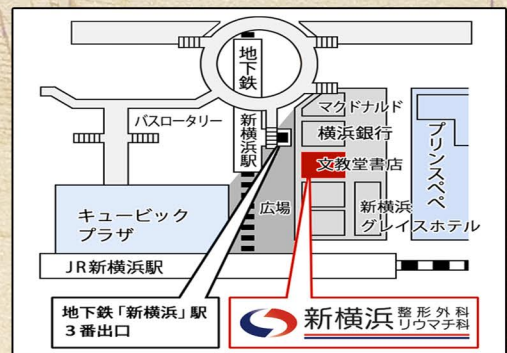 地下鉄
新横浜駅
バスロータリー
マクドナルド
横浜銀行
文教堂書店
プリンスペペ
キュービック
プラザ
広場
新横浜
グレイスホテル
JR新横浜駅
地下鉄「新横浜」駅
3番出口
新横浜 整形外科
リウマチ科